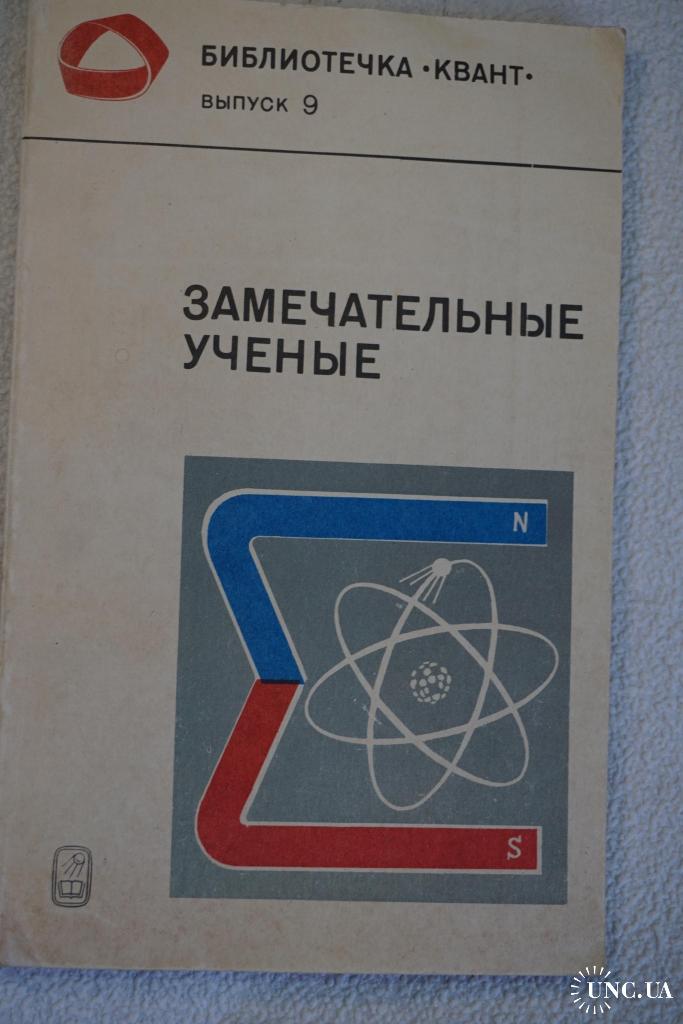 БИБЛИОТЕЧКА •КВАНТ•
ВЫПУСК 9
ЗАМЕЧАТЕЛЬНЫЕ
УЧЕНЫЕ
N
S
UNC.UA